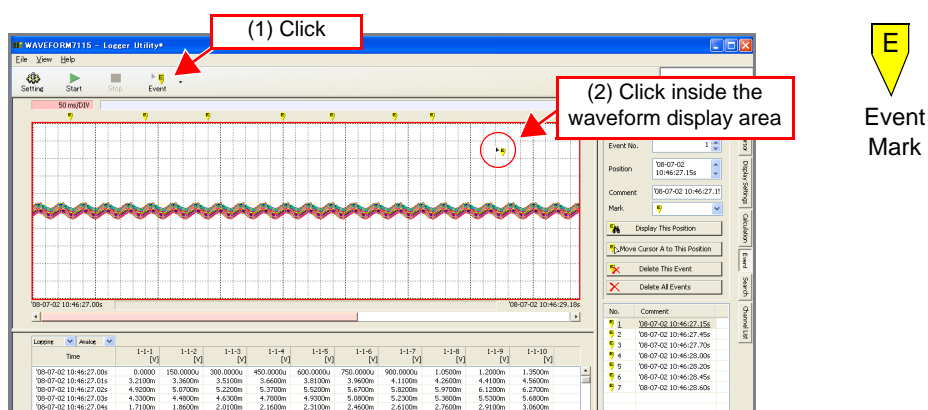 (1) Click
WAVEFORM7115 - Logger Utility*
File View Help
Setting Start Stop Event
50 ms/DIV
(2) Click inside the
waveform display area
E
Event
Mark
Event No. 1
Position '08-07-02
10:46:27.15s
Comment '08-07-02 10:46:27.15
Mark
Display This Position
Move Cursor A to This Position
Delete This Event
Delete All Events
Display Settings
Calculation
Event
Search
Channel List
'08-07-02 10:46:27.00s '08-07-02 10:46:29.18s
No. Comment
1 '08-07-02 10:46:27.15s
2 '08-07-02 10:46:27.45s
3 '08-07-02 10:46:27.70s
4 '08-07-02 10:46:28.00s
5 '08-07-02 10:46:28.20s
6 '08-07-02 10:46:28.45s
7 '08-07-02 10:46:28.60s
Logging Analog
Time 1-1-1 1-1-2 1-1-3 1-1-4 1-1-5 1-1-6 1-1-7 1-1-8 1-1-9 1-1-10
[V] [V] [V] [V] [V] [V] [V] [V] [V] [V]
'08-07-02 10:46:27.00s 0.0000 150.0000u 300.0000u 450.0000u 600.0000u 750.0000u 900.0000u 1.0500m 1.2000m 1.3500m
'08-07-02 10:46:27.01s 3.2100m 3.3600m 3.5100m 3.6600m 3.8100m 3.9600m 4.1100m 4.2600m 4.4100m 4.5600m
'08-07-02 10:46:27.02s 4.9200m 5.0700m 5.2200m 5.3700m 5.5200m 5.6700m 5.8200m 5.9700m 6.1200m 6.2700m
'08-07-02 10:46:27.03s 4.3300m 4.4800m 4.6300m 4.7800m 4.9300m 5.0800m 5.2300m 5.3800m 5.5300m 5.6800m
'08-07-02 10:46:27.04s 1.7100m 1.8600m 2.0100m 2.1600m 2.3100m 2.4600m 2.6100m 2.7600m 2.9100m 3.0600m